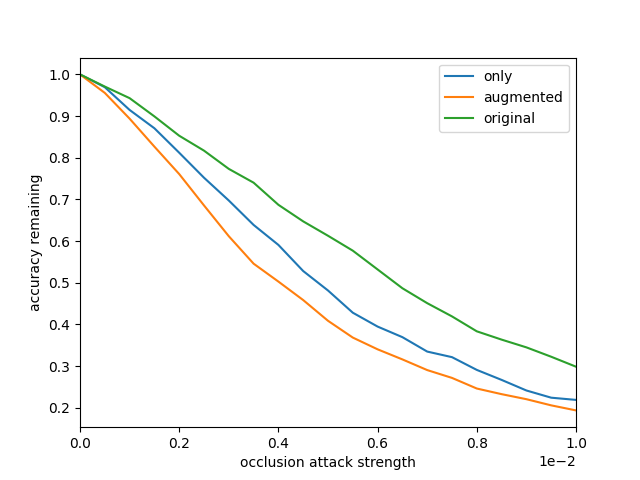 only
augmented
original
accuracy remaining
1.0
0.9
0.8
0.7
0.6
0.5
0.4
0.3
0.2
0.0 0.2 0.4 0.6 0.8 1.0
occlusion attack strength
1e−2